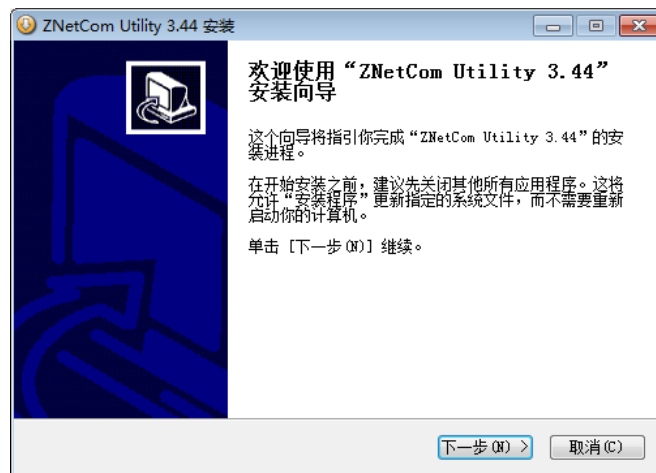 ZNetCom Utility 3.44 安装
欢迎使用“ZNetCom Utility 3.44”
安装向导
这个向导将指引你完成“ZNetCom Utility 3.44”的安
装进程。
在开始安装之前，建议先关闭其他所有应用程序。这将
允许“安装程序”更新指定的系统文件，而不需要重新
启动你的计算机。
单击 [下一步(N)] 继续。
下一步(N) >
取消(C)